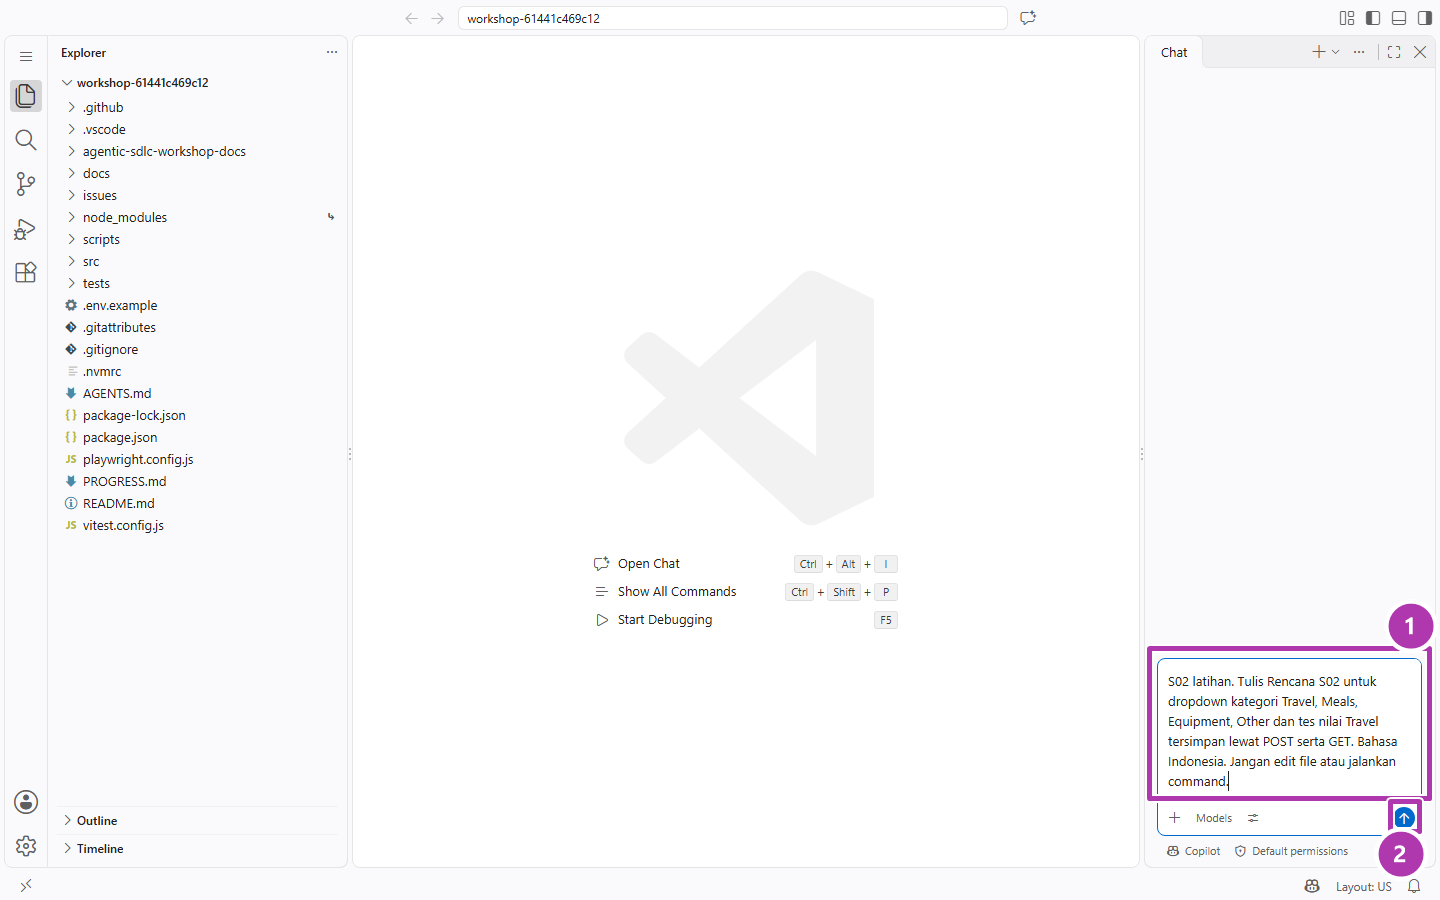 workshop-61441c469c12
Explorer
workshop-61441c469c12
.github
.vscode
agentic-sdlc-workshop-docs
docs
issues
node_modules
scripts
src
tests
.env.example
.gitattributes
.gitignore
.nvmrc
AGENTS.md
package-lock.json
package.json
JS playwright.config.js
PROGRESS.md
README.md
JS vitest.config.js
Outline
Timeline
Open Chat Ctrl + Alt + I
Show All Commands Ctrl + Shift + P
Start Debugging F5
Chat
1
S02 latihan. Tulis Rencana S02 untuk
dropdown kategori Travel, Meals,
Equipment, Other dan tes nilai Travel
tersimpan lewat POST serta GET. Bahasa
Indonesia. Jangan edit file atau jalankan
command.
Models
2
Copilot Default permissions
Layout: US